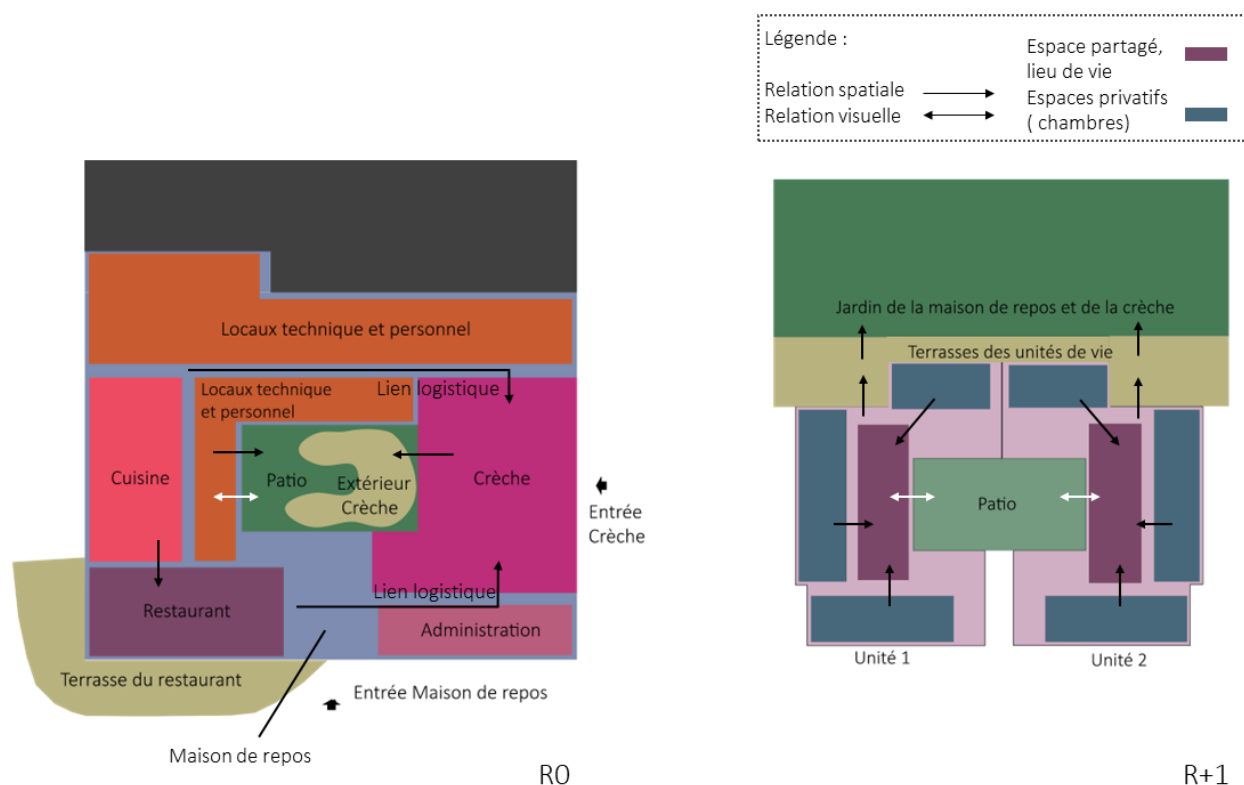 Légende :
Relation spatiale
Relation visuelle
Espace partagé,
lieu de vie
Espaces privatifs
( chambres)
Locaux technique et personnel
Lien logistique
Locaux technique
et personnel
Cuisine
Patio
Extérieur
Crèche
Crèche
Entrée
Crèche
Lien logistique
Restaurant
Administration
Terrasse du restaurant
Entrée Maison de repos
Maison de repos
R0
Jardin de la maison de repos et de la crèche
Terrasses des unités de vie
Patio
Unité 1
Unité 2
R+1